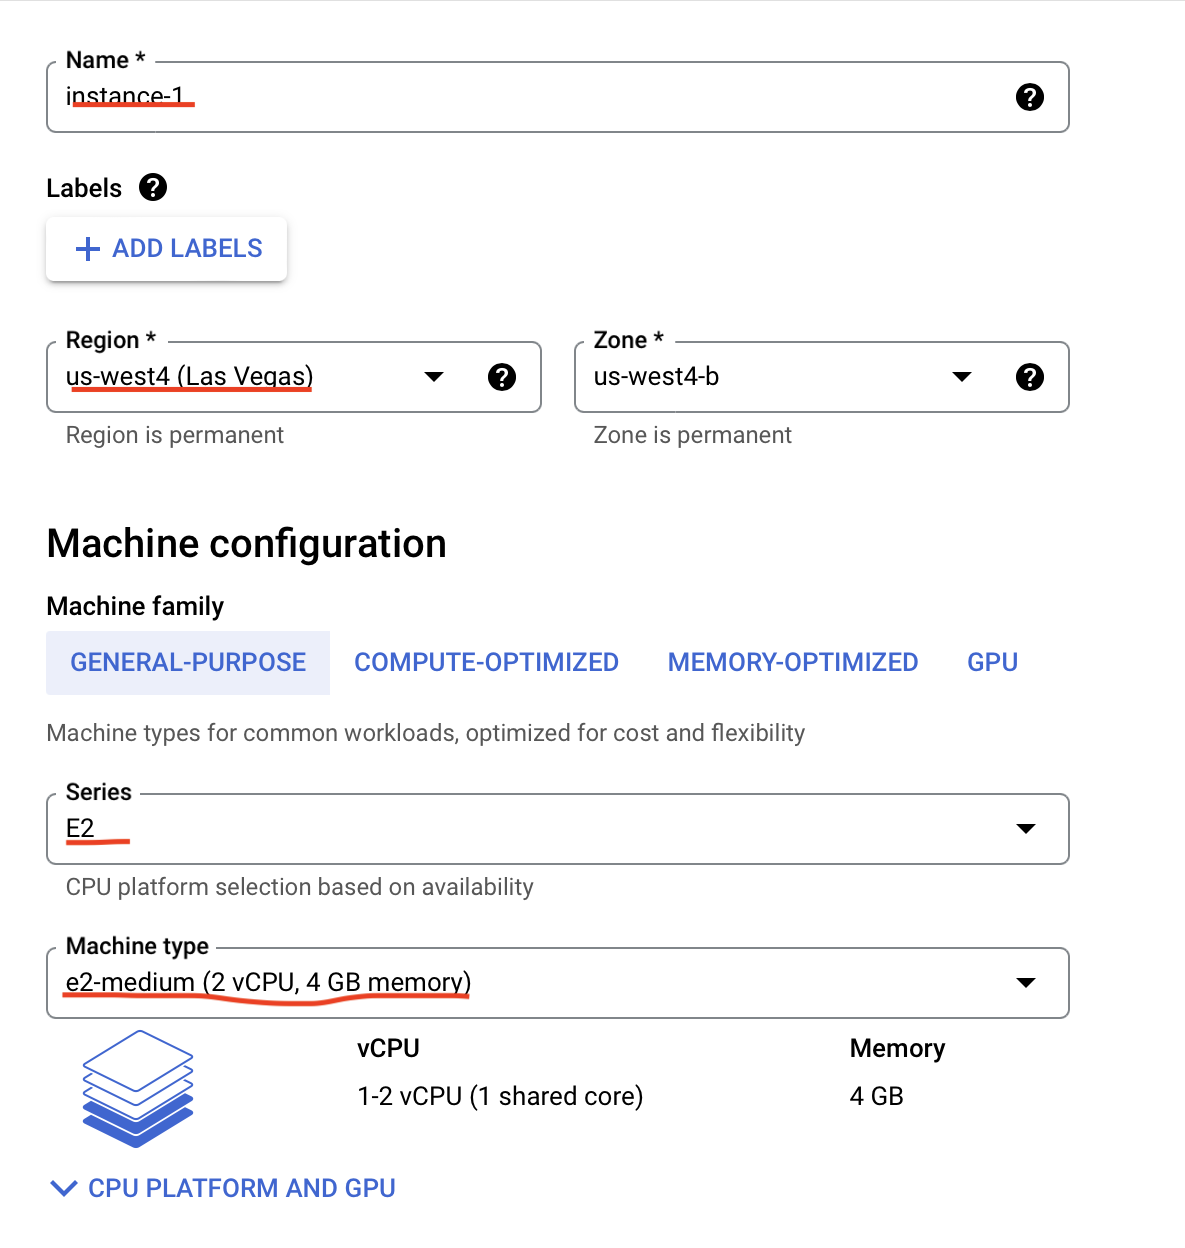 Name *
instance-1
Labels
ADD LABELS
Region *
us-west4 (Las Vegas)
Region is permanent
Zone *
us-west4-b
Zone is permanent
Machine configuration
Machine family
GENERAL-PURPOSE COMPUTE-OPTIMIZED MEMORY-OPTIMIZED GPU
Machine types for common workloads, optimized for cost and flexibility
Series
E2
CPU platform selection based on availability
Machine type
e2-medium (2 vCPU, 4 GB memory)
vCPU Memory
1-2 vCPU (1 shared core) 4 GB
CPU PLATFORM AND GPU